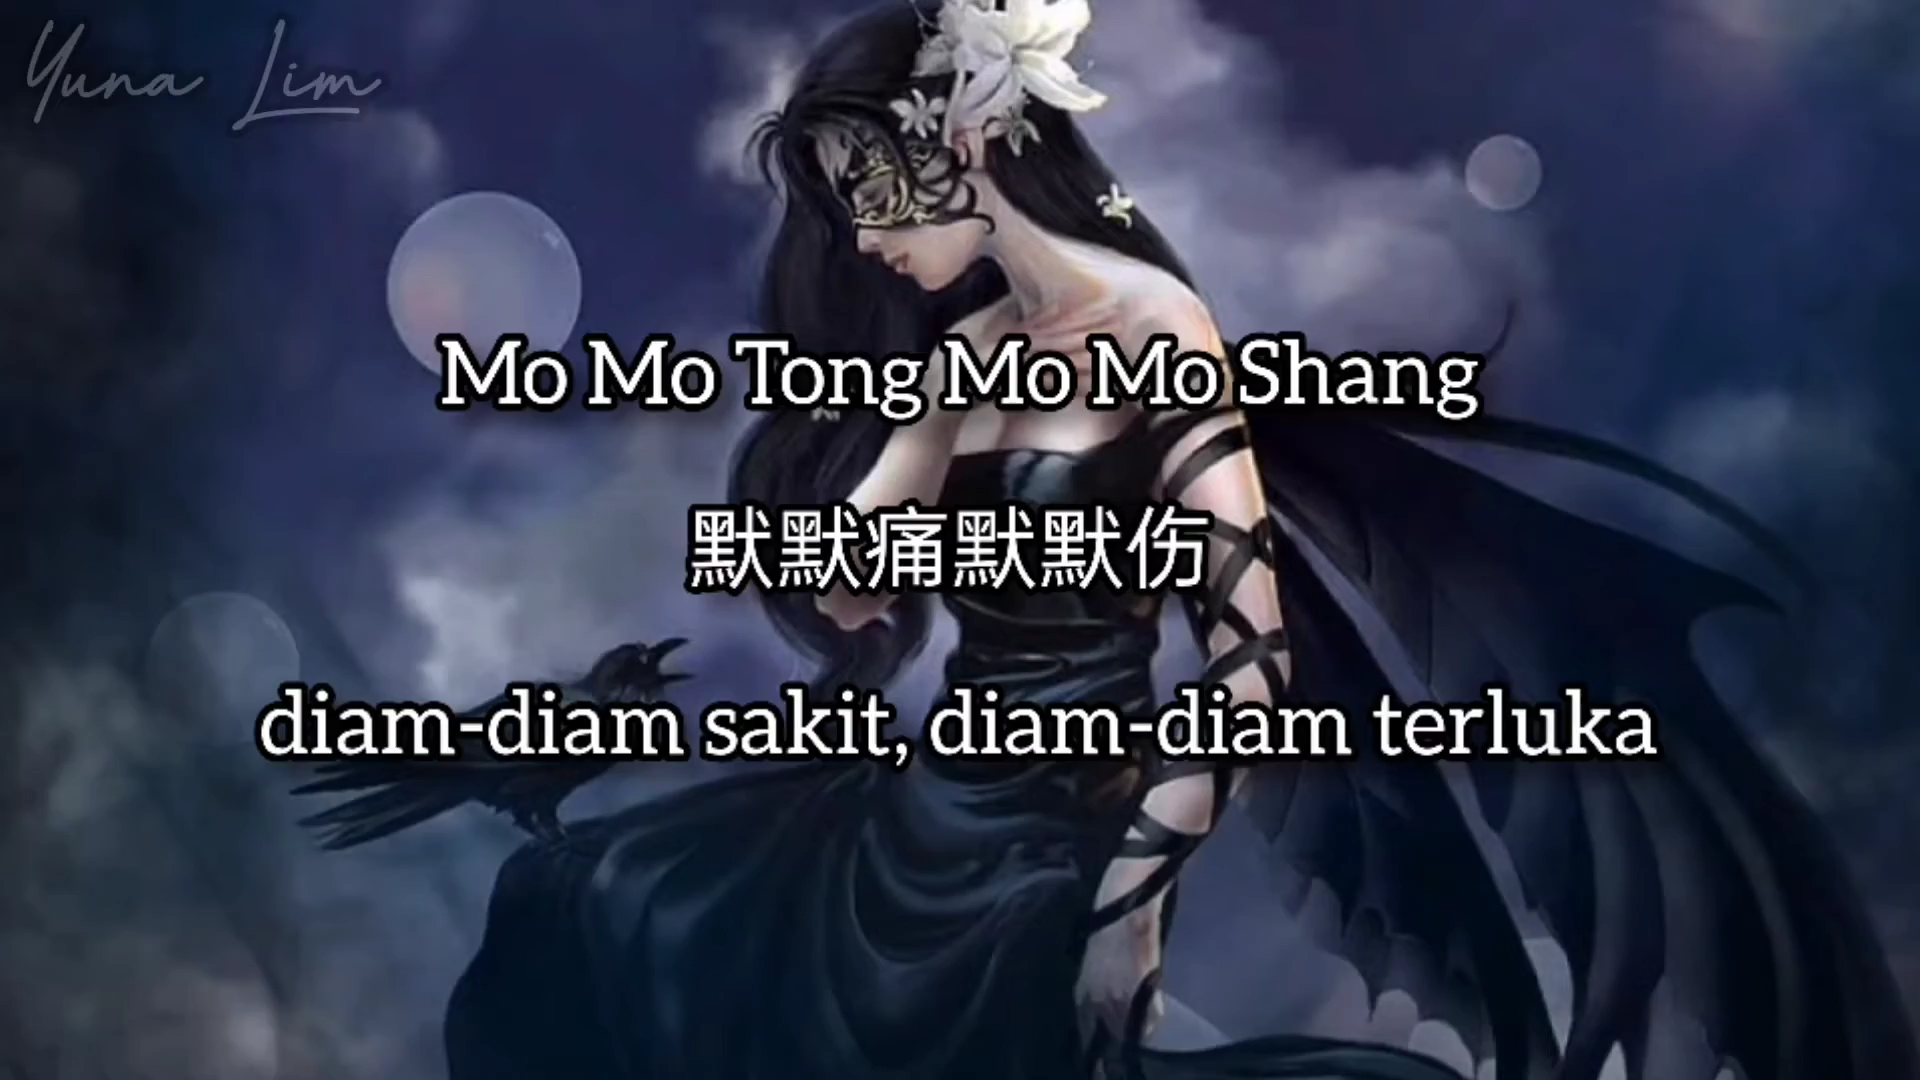 Yuna Lim
Mo Mo Tong Mo Mo Shang
默默痛默默伤
diam-diam sakit, diam-diam terluka